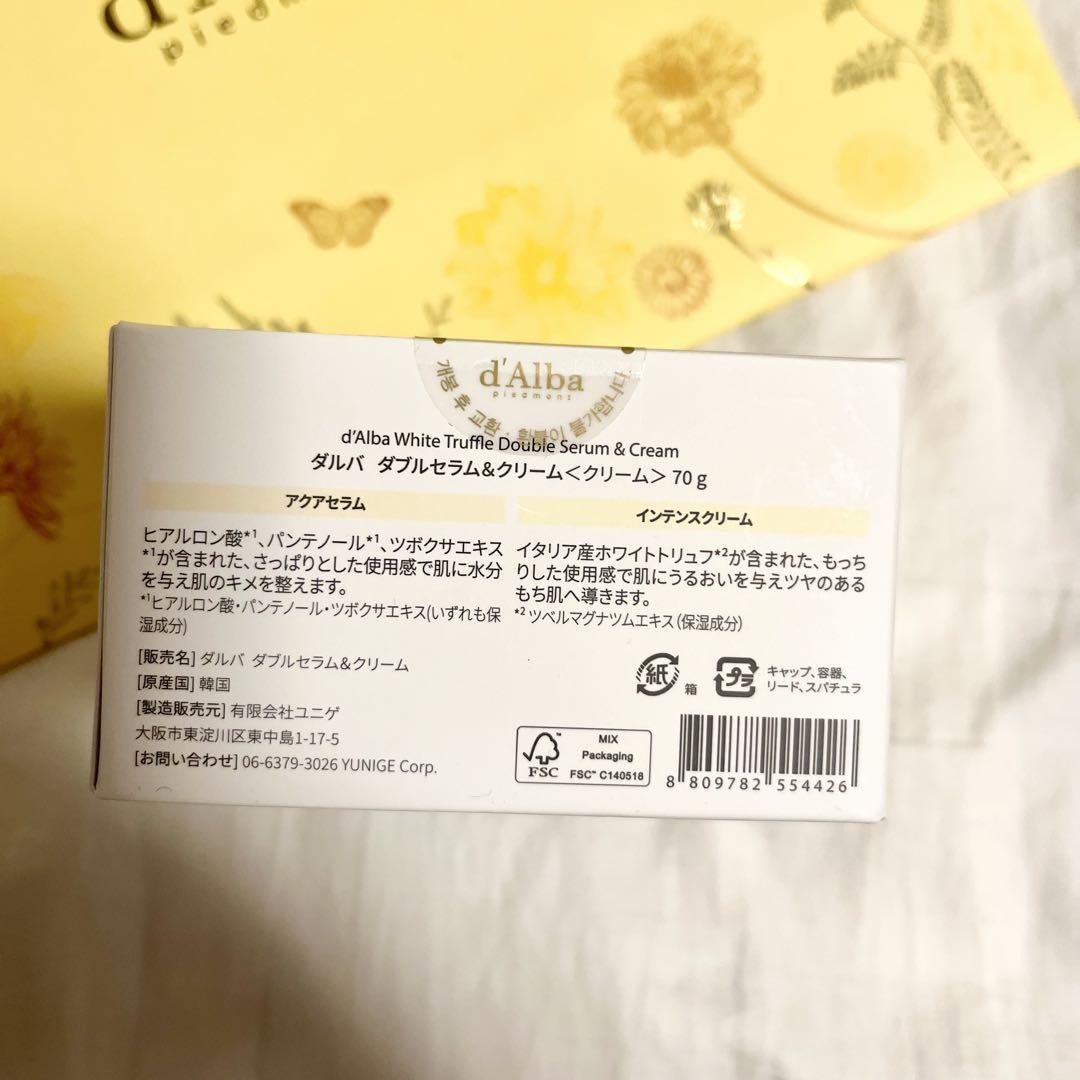 piedm
d'Alba
piedmont
개봉 후 교환 · 환불이 불가합니다.
d'Alba White Truffle Double Serum & Cream
ダルバ ダブルセラム&クリーム<クリーム> 70 g
アクアセラム
ヒアルロン酸*1、パンテノール*1、ツボクサエキス
*1が含まれた、さっぱりとした使用感で肌に水分
を与え肌のキメを整えます。
*1ヒアルロン酸・パンテノール・ツボクサエキス(いずれも保
湿成分)
インテンスクリーム
イタリア産ホワイトトリュフ*2が含まれた、もっち
りした使用感で肌にうるおいを与えツヤのある
もち肌へ導きます。
*2 ツベルマグナツムエキス (保湿成分)
[販売名] ダルバ ダブルセラム&クリーム
[原産国] 韓国
[製造販売元] 有限会社ユニゲ
大阪市東淀川区東中島1-17-5
[お問い合わせ] 06-6379-3026 YUNIGE Corp.
紙 箱
プラ キャップ、容器、
リード、スパチュラ
FSC
MIX
Packaging
FSC™ C140518
8 809782 554426